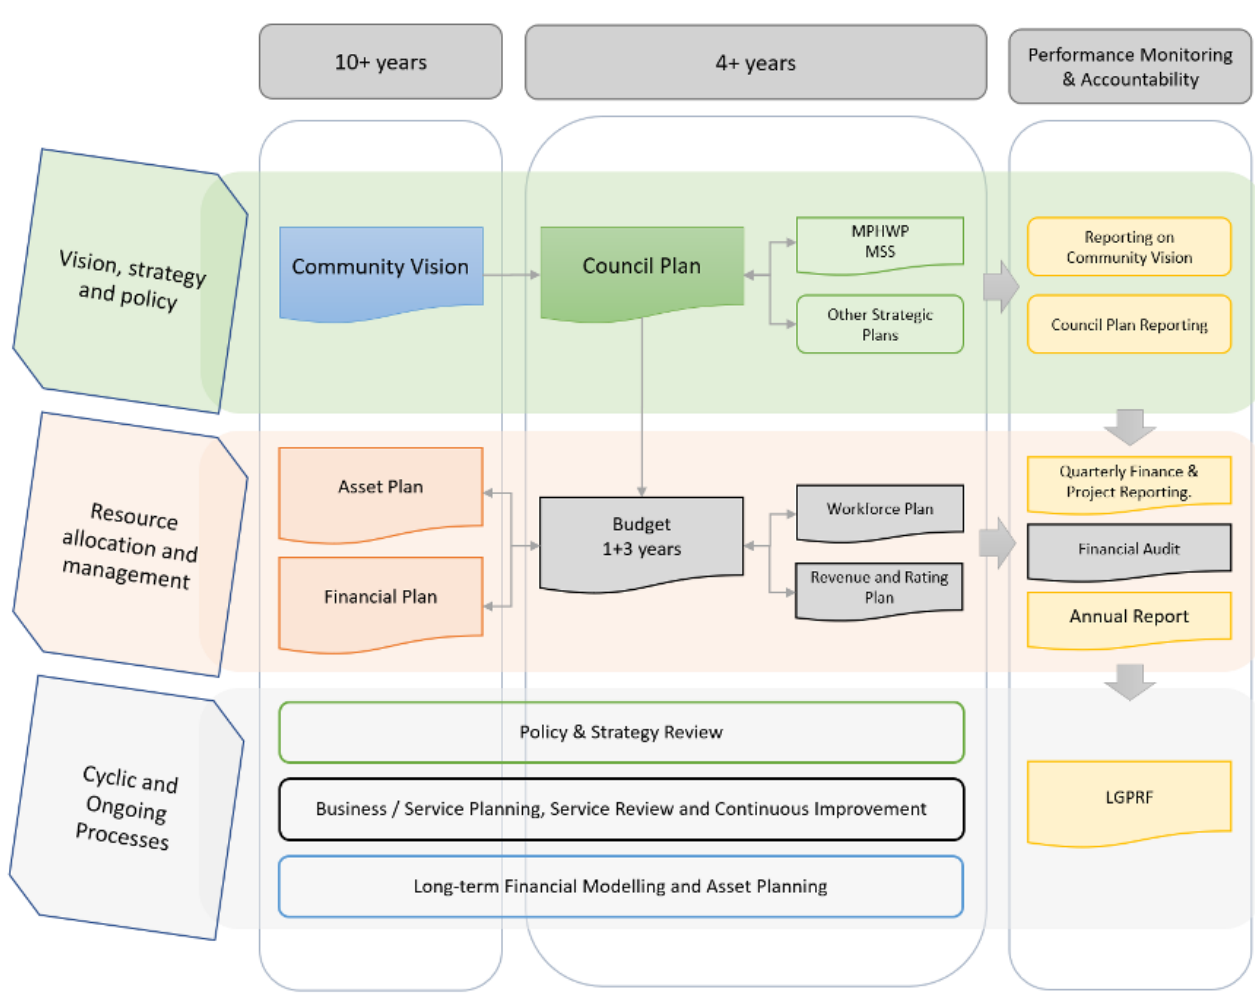 10+ years
4+ years
Performance Monitoring
& Accountability
Vision, strategy
and policy
Community Vision
Council Plan
MPHWP
MSS
Other Strategic
Plans
Reporting on
Community Vision
Council Plan Reporting
Resource
allocation and
management
Asset Plan
Financial Plan
Budget
1+3 years
Workforce Plan
Revenue and Rating
Plan
Quarterly Finance &
Project Reporting.
Financial Audit
Annual Report
Cyclic and
Ongoing
Processes
Policy & Strategy Review
Business / Service Planning, Service Review and Continuous Improvement
Long-term Financial Modelling and Asset Planning
LGPRF